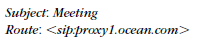 Subject: Meeting
Route: <sip:proxy1.ocean.com>